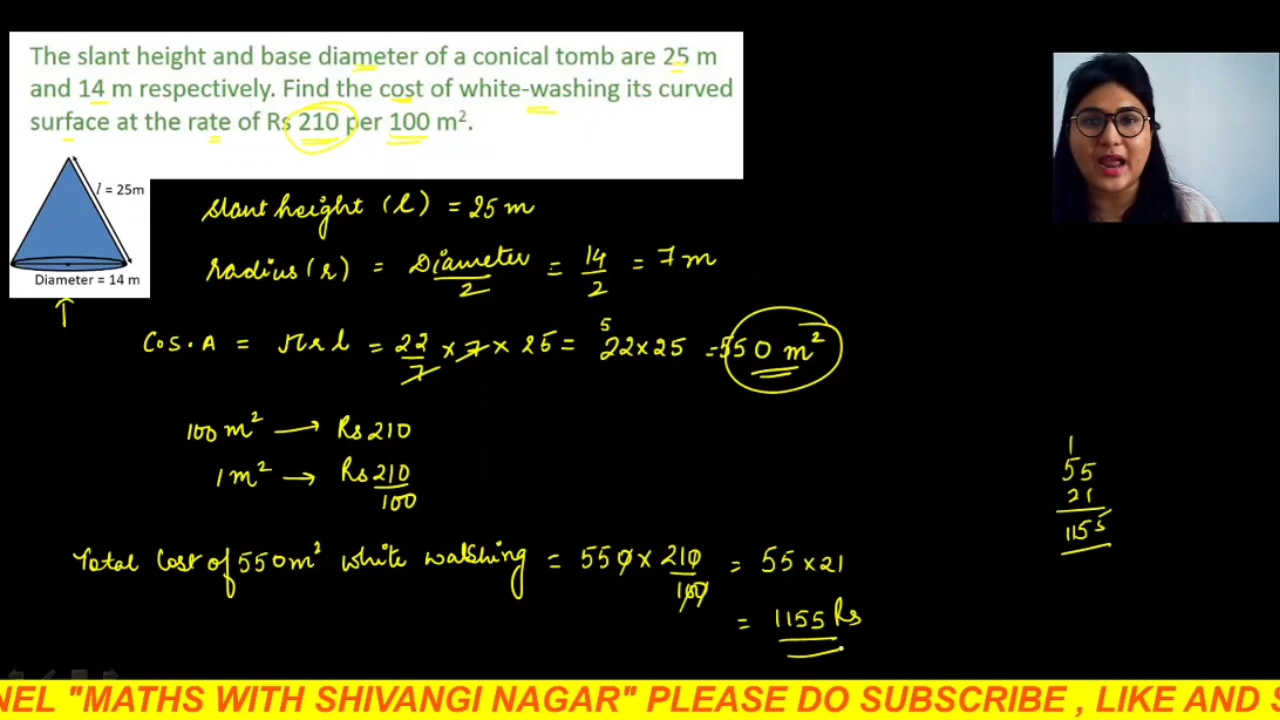 The slant height and base diameter of a conical tomb are 25 m
and 14 m respectively. Find the cost of white-washing its curved
surface at the rate of Rs 210 per 100 m².
l = 25m
Diameter = 14 m
Slant height (l) = 25 m
radius (r) = Diameter/2 = 14/2 = 7 m
C.S.A = πrl = 22/7 × 7 × 25 = 22×25 = 550 m²
5
100 m² → Rs 210
1 m² → Rs 210/100
1
55
21
1155
Total Cost of 550m² white washing = 550 × 210/100 = 55 × 21
= 1155 Rs
NEL "MATHS WITH SHIVANGI NAGAR" PLEASE DO SUBSCRIBE , LIKE AND S